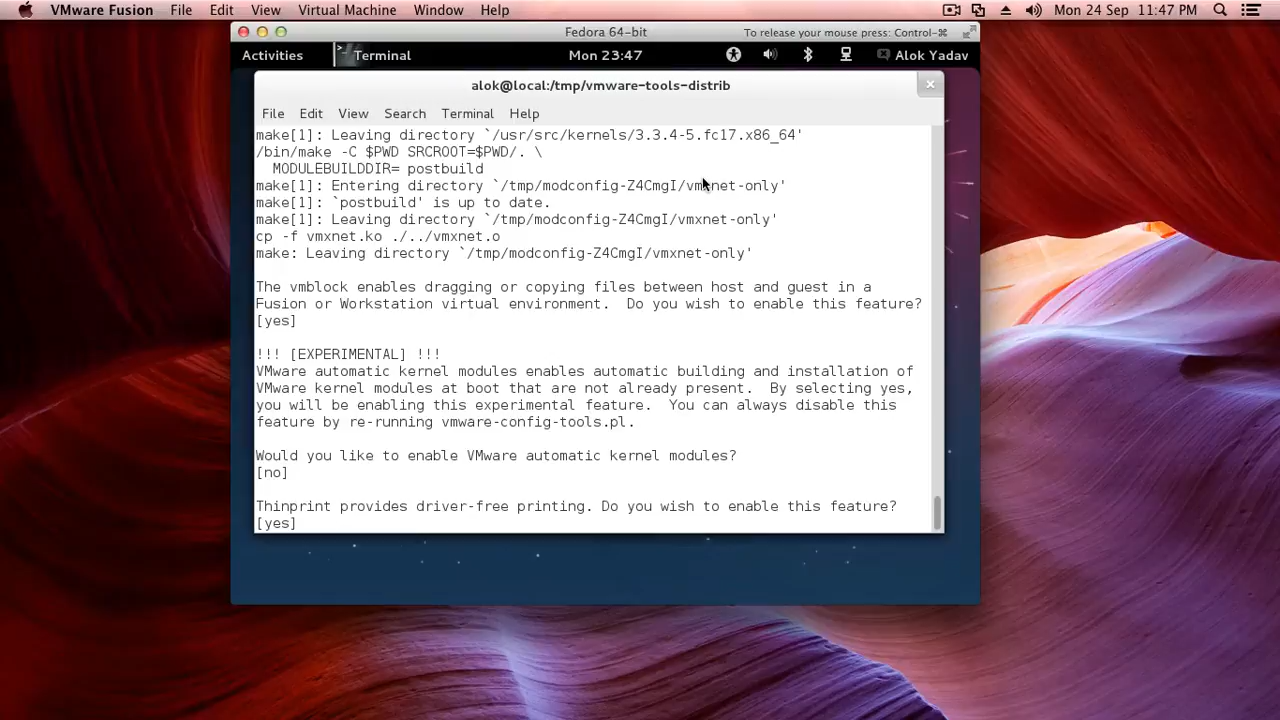 VMware Fusion File Edit View Virtual Machine Window Help Mon 24 Sep 11:47 PM
Fedora 64-bit To release your mouse press: Control-⌘
Activities Terminal Mon 23:47 Alok Yadav
alok@local:/tmp/vmware-tools-distrib
File Edit View Search Terminal Help
make[1]: Leaving directory `/usr/src/kernels/3.3.4-5.fc17.x86_64'
/bin/make -C $PWD SRCROOT=$PWD/. \
MODULEBUILDDIR= postbuild
make[1]: Entering directory `/tmp/modconfig-Z4CmgI/vmxnet-only'
make[1]: `postbuild' is up to date.
make[1]: Leaving directory `/tmp/modconfig-Z4CmgI/vmxnet-only'
cp -f vmxnet.ko ./../vmxnet.o
make: Leaving directory `/tmp/modconfig-Z4CmgI/vmxnet-only'
The vmblock enables dragging or copying files between host and guest in a
Fusion or Workstation virtual environment.  Do you wish to enable this feature?
[yes]
!!! [EXPERIMENTAL] !!!
VMware automatic kernel modules enables automatic building and installation of
VMware kernel modules at boot that are not already present.  By selecting yes,
you will be enabling this experimental feature.  You can always disable this
feature by re-running vmware-config-tools.pl.
Would you like to enable VMware automatic kernel modules?
[no]
Thinprint provides driver-free printing. Do you wish to enable this feature?
[yes]